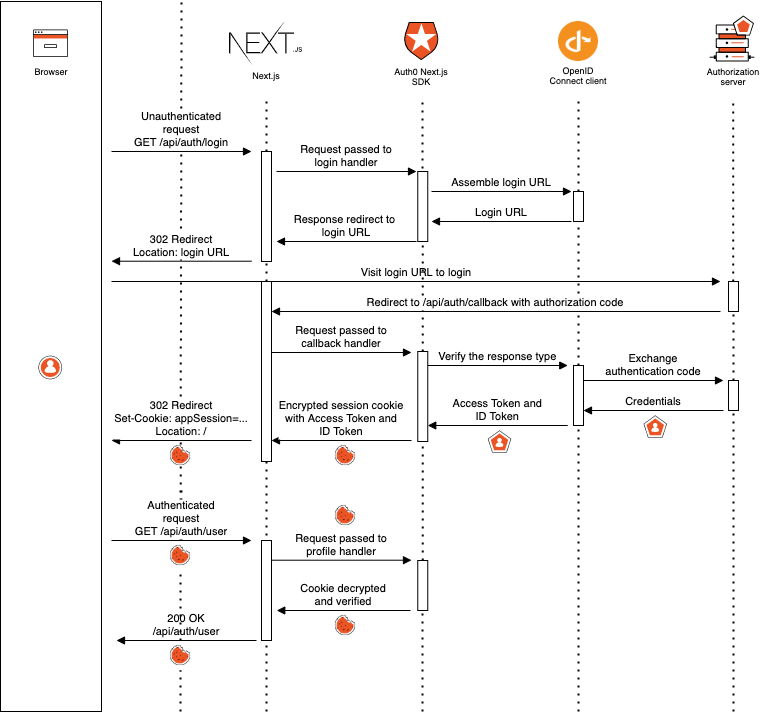 NEXT.JS
Browser
Next.js
Auth0 Next.js
SDK
OpenID
Connect client
Authorization
server
Unauthenticated
request
GET /api/auth/login
Request passed to
login handler
Assemble login URL
Login URL
Response redirect to
login URL
302 Redirect
Location: login URL
Visit login URL to login
Redirect to /api/auth/callback with authorization code
Request passed to
callback handler
Verify the response type
Exchange
authentication code
Credentials
Access Token and
ID Token
Encrypted session cookie
with Access Token and
ID Token
302 Redirect
Set-Cookie: appSession=...
Location: /
Authenticated
request
GET /api/auth/user
Request passed to
profile handler
Cookie decrypted
and verified
200 OK
/api/auth/user